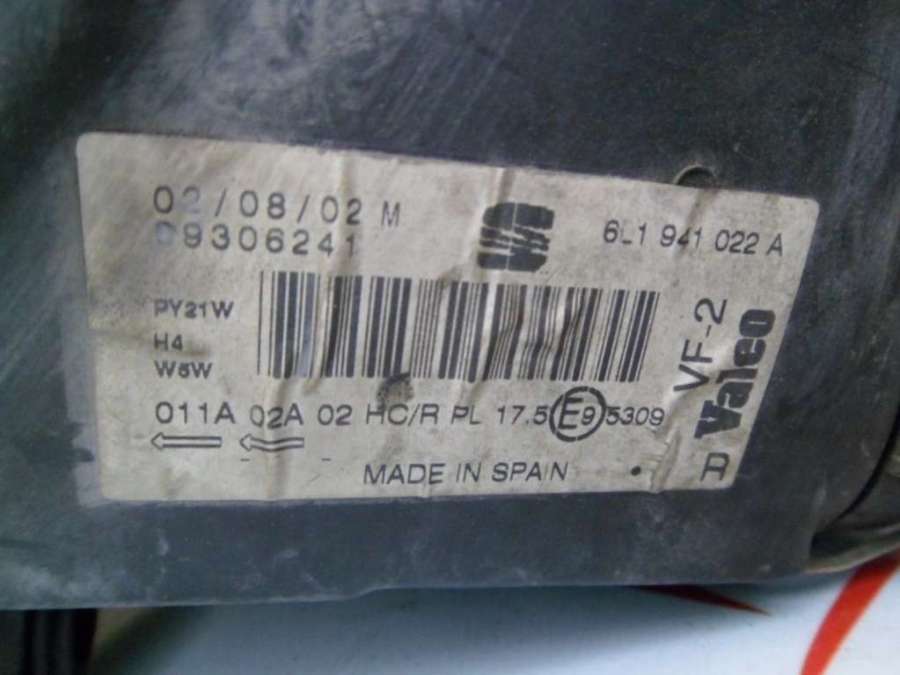 02/08/02 M
09306241
6L1 941 022 A
PY21W
H4
W5W
011A 02A 02 HC/R PL 17.5 E9 5309
MADE IN SPAIN
VF-2
Valeo
D